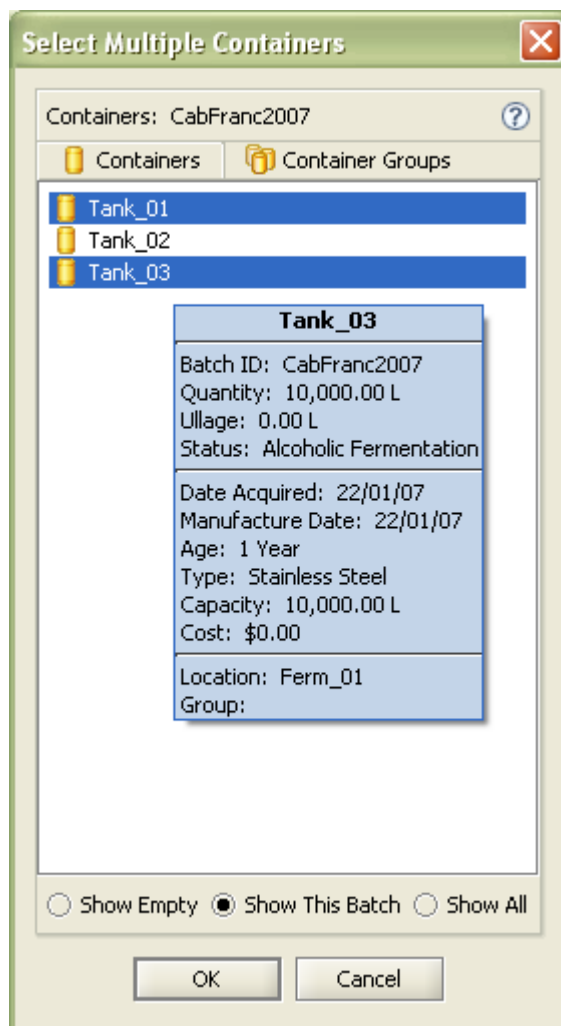 Select Multiple Containers
Containers: CabFranc2007
Containers Container Groups
Tank_01
Tank_02
Tank_03
Tank_03
Batch ID: CabFranc2007
Quantity: 10,000.00 L
Ullage: 0.00 L
Status: Alcoholic Fermentation
Date Acquired: 22/01/07
Manufacture Date: 22/01/07
Age: 1 Year
Type: Stainless Steel
Capacity: 10,000.00 L
Cost: $0.00
Location: Ferm_01
Group:
Show Empty Show This Batch Show All
OK Cancel